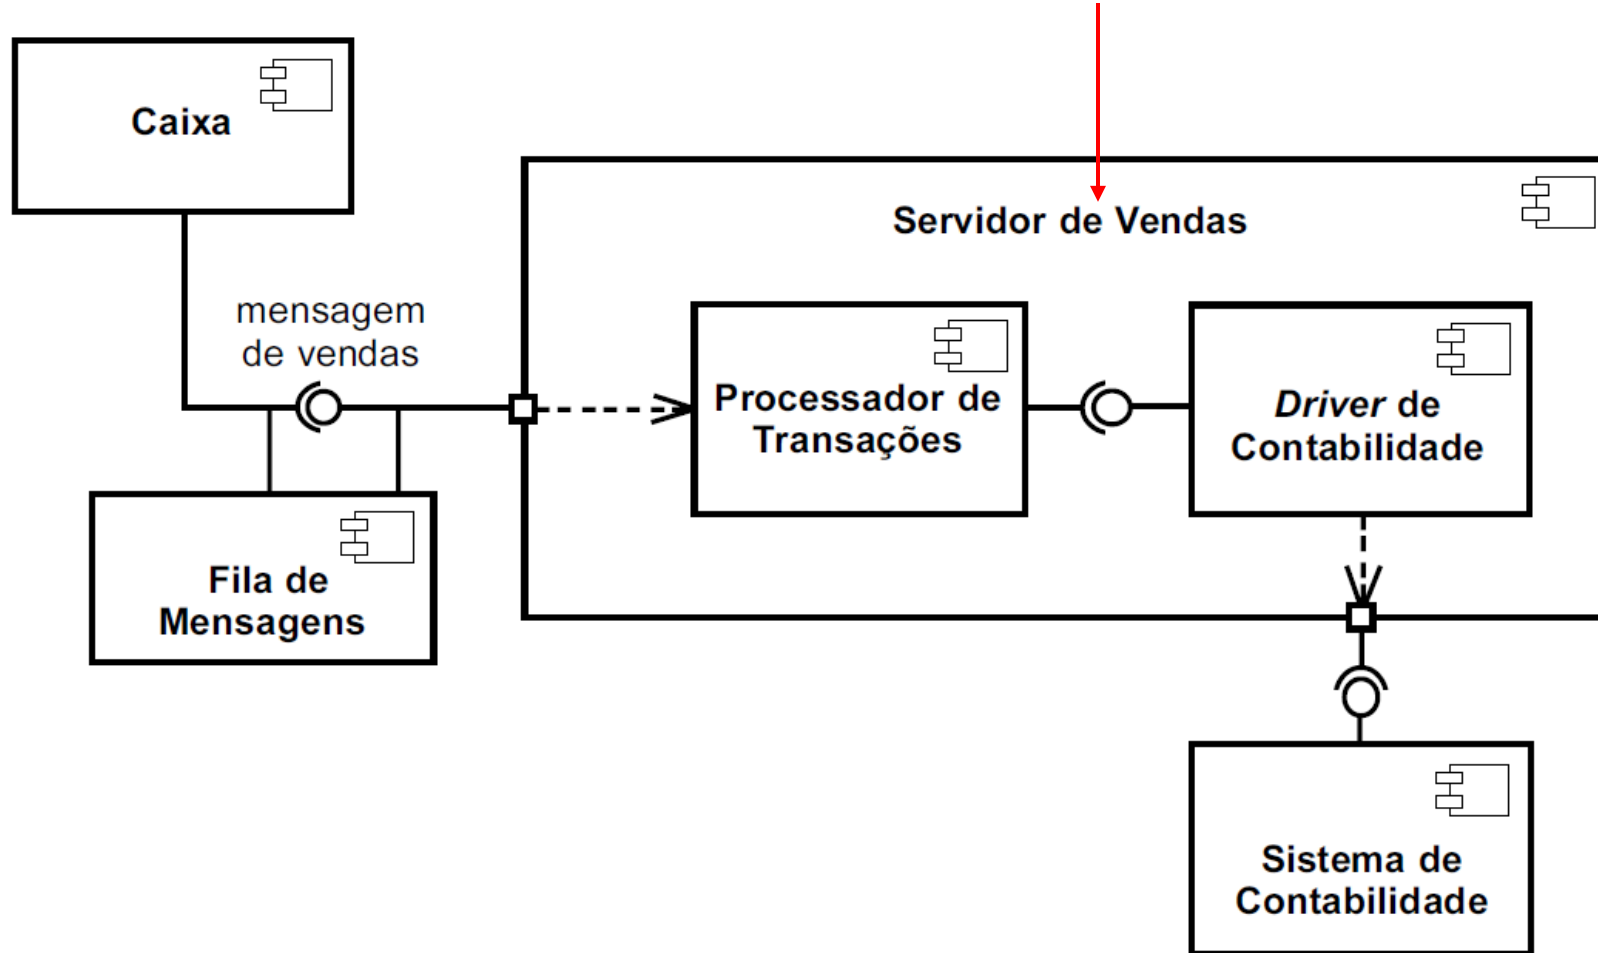 Caixa
Servidor de Vendas
mensagem
de vendas
Processador de
Transações
Driver de
Contabilidade
Fila de
Mensagens
Sistema de
Contabilidade